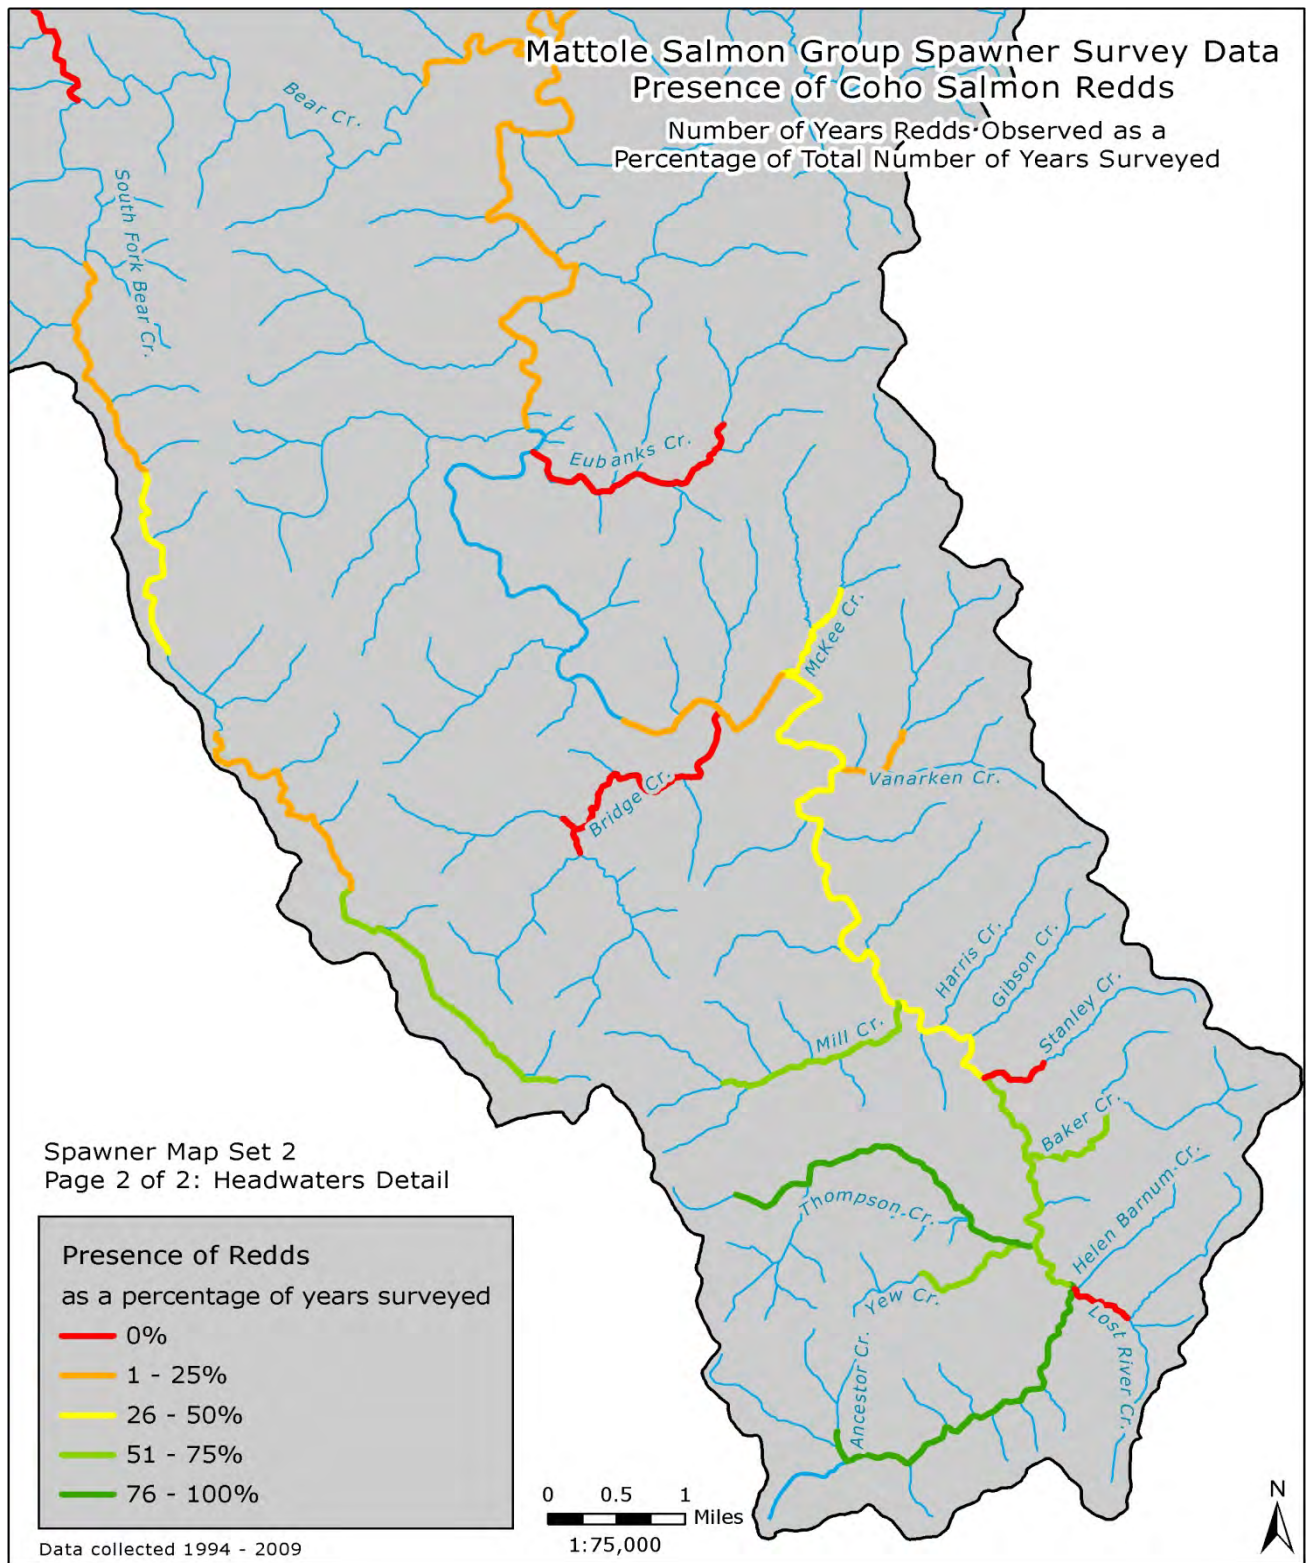 Mattole Salmon Group Spawner Survey Data
Presence of Coho Salmon Redds
Number of Years Redds Observed as a
Percentage of Total Number of Years Surveyed
Bear Cr.
South Fork Bear Cr.
Eubanks Cr.
McKee Cr.
Vanarken Cr.
Bridge Cr.
Harris Cr.
Gibson Cr.
Stanley Cr.
Mill Cr.
Baker Cr.
Helen Barnum Cr.
Thompson Cr.
Yew Cr.
Lost River Cr.
Ancestor Cr.
Spawner Map Set 2
Page 2 of 2: Headwaters Detail
Presence of Redds
as a percentage of years surveyed
0%
1 - 25%
26 - 50%
51 - 75%
76 - 100%
Data collected 1994 - 2009
0 0.5 1
Miles
1:75,000
N